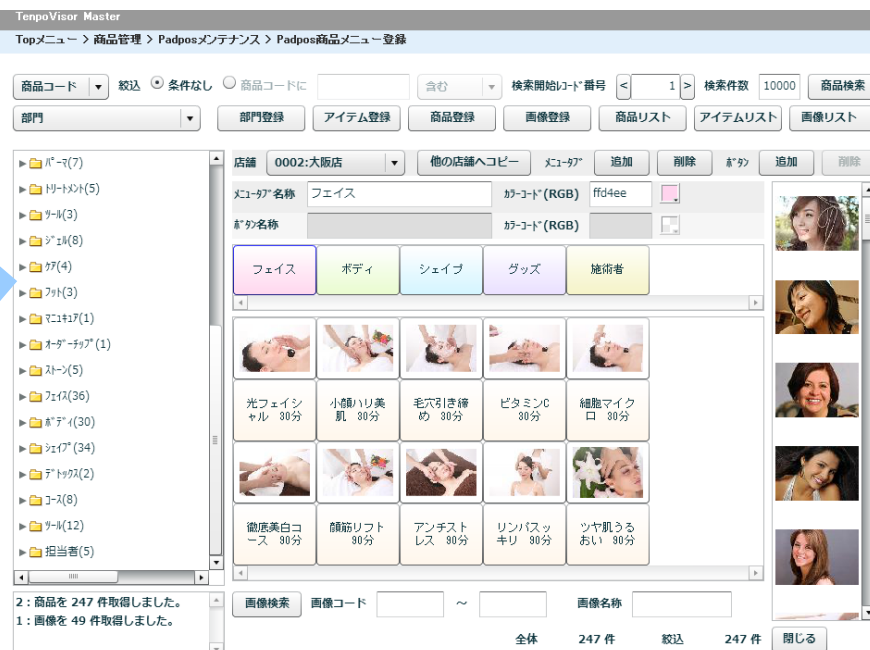 TenpoVisor Master
Topメニュー > 商品管理 > Padposメンテナンス > Padpos商品メニュー登録
商品コード 絞込 条件なし 商品コードに 含む 検索開始ﾚｺｰﾄﾞ番号 < 1 > 検索件数 10000 商品検索
部門 部門登録 アイテム登録 商品登録 画像登録 商品リスト アイテムリスト 画像リスト
ﾊﾟｰﾏ(7)
ﾄﾘｰﾄﾒﾝﾄ(5)
ﾂｰﾙ(3)
ｼﾞｪﾙ(8)
ｹｱ(4)
ﾌｯﾄ(3)
ﾏﾆｭｷｭｱ(1)
ｵｰﾀﾞｰﾁｯﾌﾟ(1)
ｽﾄｰﾝ(5)
ﾌｪｲｽ(36)
ﾎﾞﾃﾞｨ(30)
ｼｪｲﾌﾟ(34)
ﾃﾞﾄｯｸｽ(2)
ｺｰｽ(8)
ﾂｰﾙ(12)
担当者(5)
店舗 0002:大阪店 他の店舗へコピー ﾒﾆｭｰﾀﾌﾞ 追加 削除 ﾎﾞﾀﾝ 追加 削除
ﾒﾆｭｰﾀﾌﾞ名称 フェイス ｶﾗｰｺｰﾄﾞ(RGB) ffd4ee
ﾎﾞﾀﾝ名称 ｶﾗｰｺｰﾄﾞ(RGB)
フェイス ボディ シェイプ グッズ 施術者
光フェイシャル 30分 小顔ハリ美肌 30分 毛穴引き締め 30分 ビタミンC 30分 細胞マイクロ 30分
徹底美白コース 90分 顔筋リフト 90分 アンチストレス 90分 リンパスッキリ 90分 ツヤ肌うるおい 90分
2：商品を 247 件取得しました。
1：画像を 49 件取得しました。
画像検索 画像コード ～ 画像名称
全体 247 件 絞込 247 件 閉じる